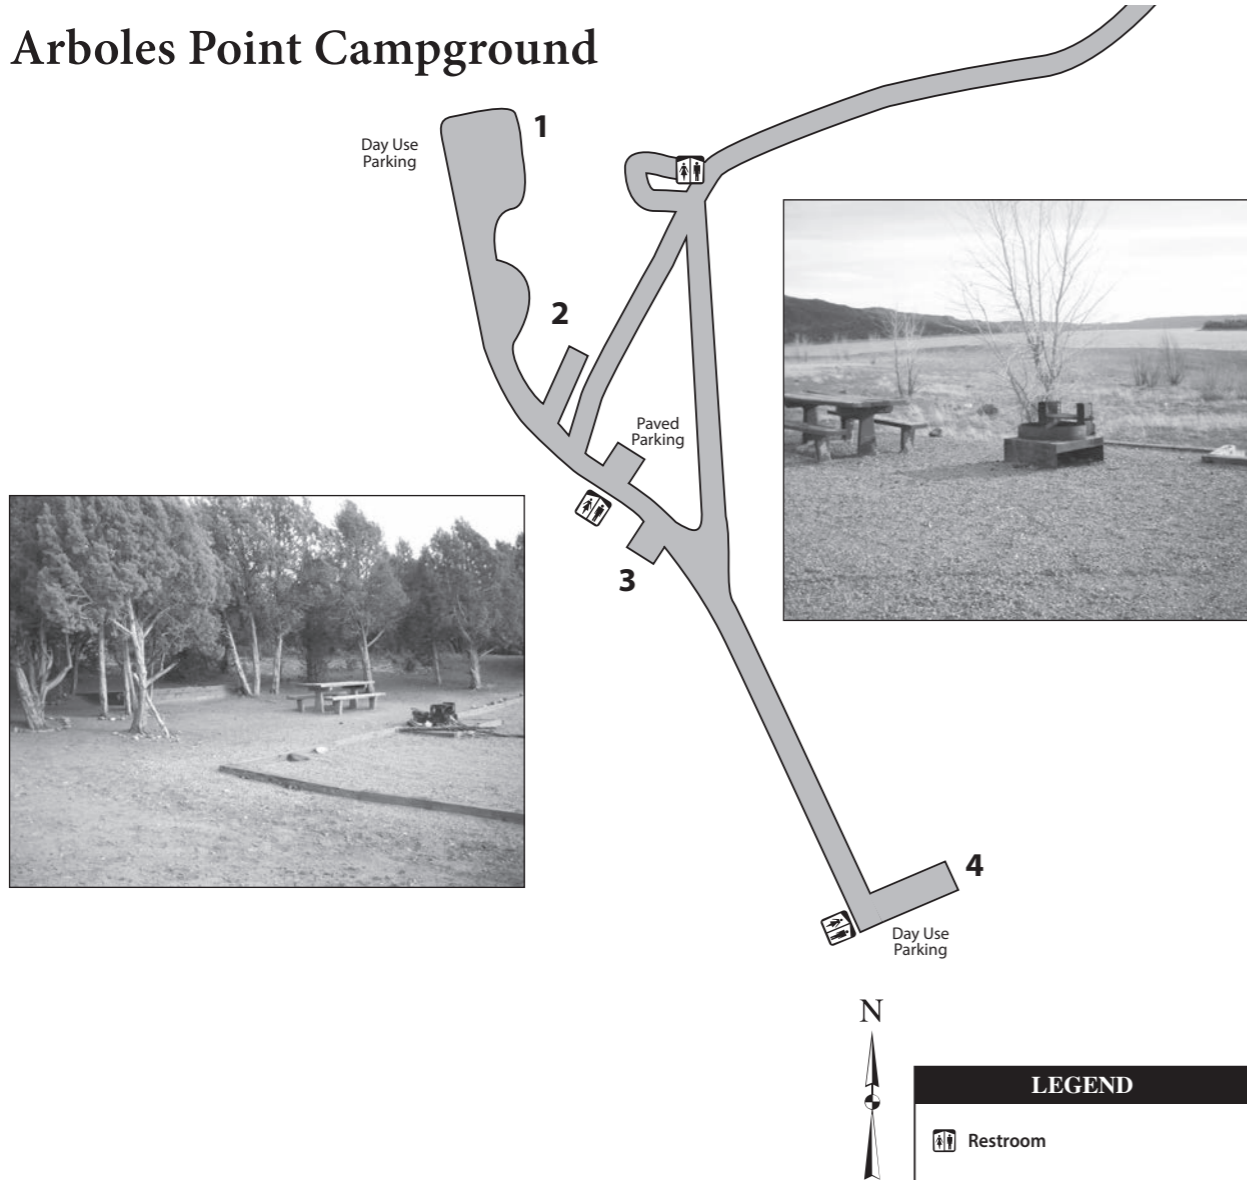 Arboles Point Campground
1
Day Use
Parking
2
Paved
Parking
3
4
Day Use
Parking
N
LEGEND
Restroom